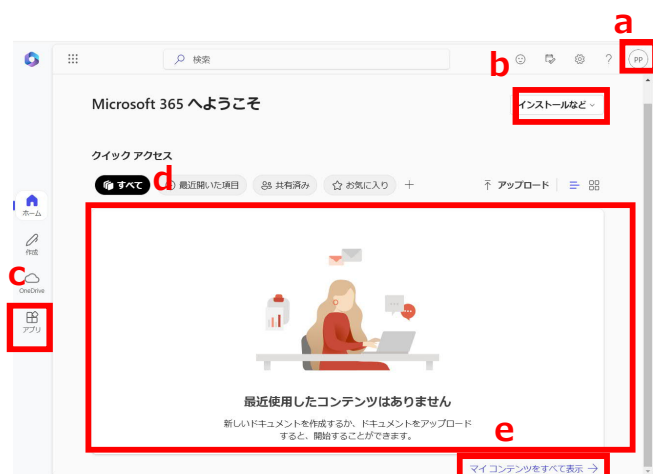 a
検索
?
PP
b
Microsoft 365 へようこそ
インストールなど
クイック アクセス
d
すべて
最近開いた項目
共有済み
お気に入り
アップロード
ホーム
作成
c
OneDrive
アプリ
最近使用したコンテンツはありません
新しいドキュメントを作成するか、ドキュメントをアップロード
すると、開始することができます。
e
マイ コンテンツをすべて表示 →